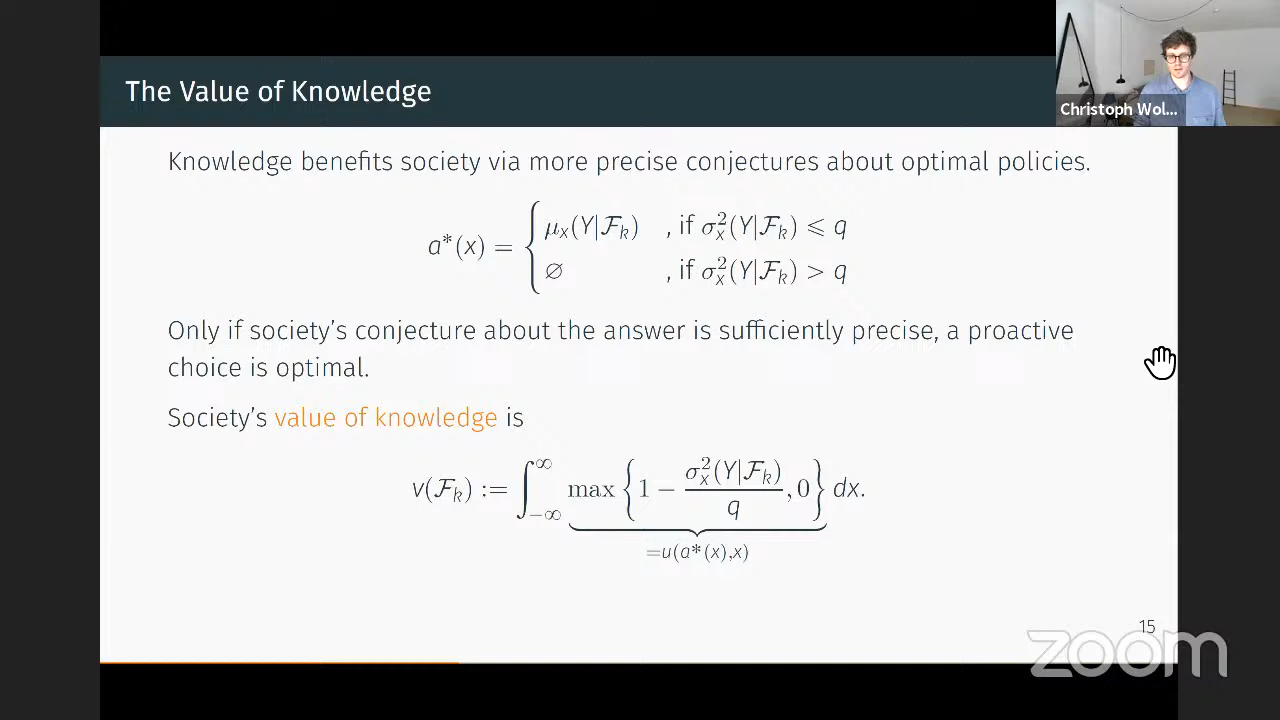 The Value of Knowledge
Christoph Wol...
Knowledge benefits society via more precise conjectures about optimal policies.
a*(x) = { μₓ(Y|𝓕ₖ) , if σ²ₓ(Y|𝓕ₖ) ⩽ q
∅ , if σ²ₓ(Y|𝓕ₖ) > q
Only if society's conjecture about the answer is sufficiently precise, a proactive
choice is optimal.
Society's value of knowledge is
v(𝓕ₖ) := ∫_{-∞}^{∞} max { 1 − σ²ₓ(Y|𝓕ₖ)/q , 0 } dx.
=u(a*(x),x)
15
zoom